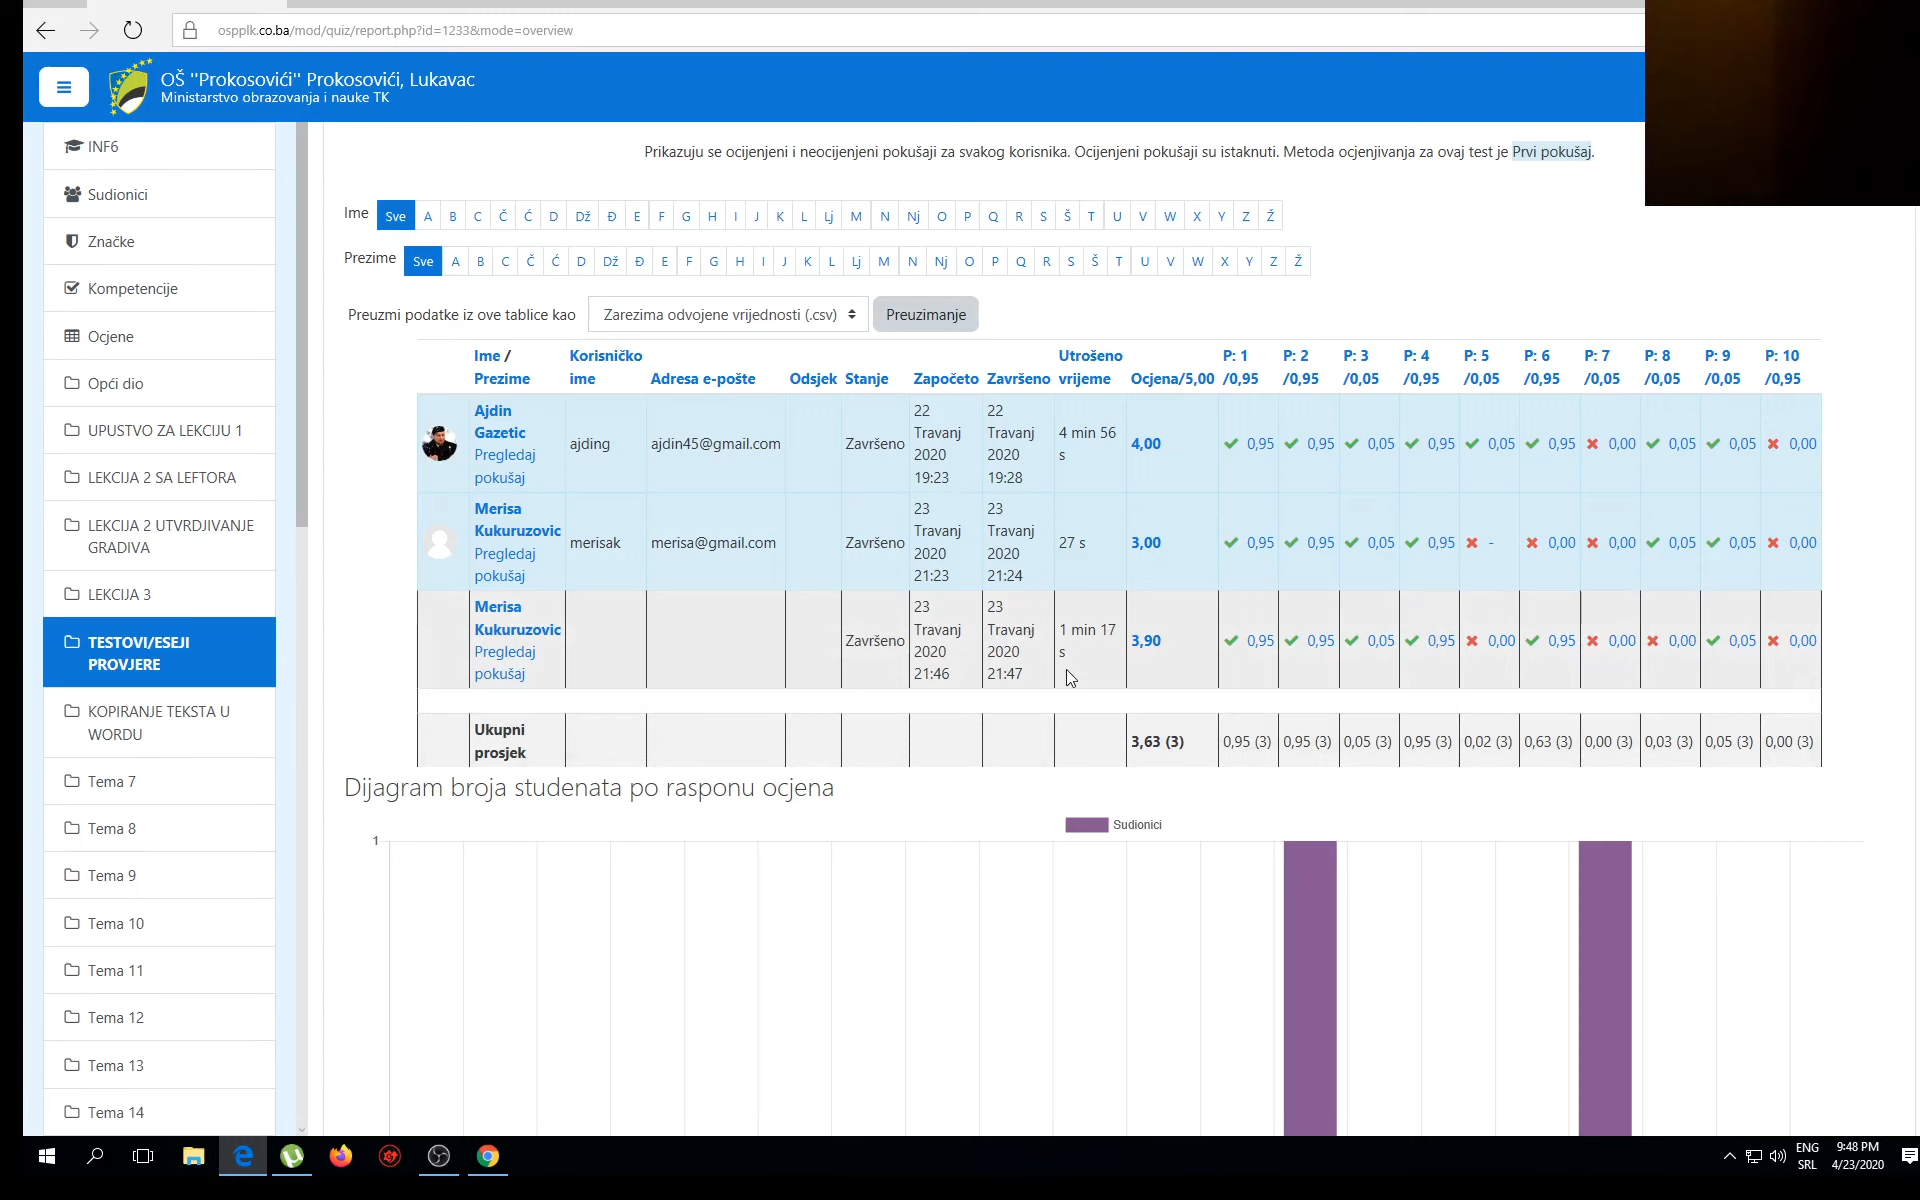 ospplk.co.ba/mod/quiz/report.php?id=1233&mode=overview
OŠ "Prokosovići" Prokosovići, Lukavac
Ministarstvo obrazovanja i nauke TK
INF6
Sudionici
Značke
Kompetencije
Ocjene
Opći dio
UPUSTVO ZA LEKCIJU 1
LEKCIJA 2 SA LEFTORA
LEKCIJA 2 UTVRDJIVANJE
GRADIVA
LEKCIJA 3
TESTOVI/ESEJI
PROVJERE
KOPIRANJE TEKSTA U
WORDU
Tema 7
Tema 8
Tema 9
Tema 10
Tema 11
Tema 12
Tema 13
Tema 14
Prikazuju se ocijenjeni i neocijenjeni pokušaji za svakog korisnika. Ocijenjeni pokušaji su istaknuti. Metoda ocjenjivanja za ovaj test je Prvi pokušaj.
Ime Sve A B C Č Ć D Dž Đ E F G H I J K L Lj M N Nj O P Q R S Š T U V W X Y Z Ž
Prezime Sve A B C Č Ć D Dž Đ E F G H I J K L Lj M N Nj O P Q R S Š T U V W X Y Z Ž
Preuzmi podatke iz ove tablice kao Zarezima odvojene vrijednosti (.csv) Preuzimanje
Ime / Korisničko Utrošeno P: 1 P: 2 P: 3 P: 4 P: 5 P: 6 P: 7 P: 8 P: 9 P: 10
Prezime ime Adresa e-pošte Odsjek Stanje Započeto Završeno vrijeme Ocjena/5,00 /0,95 /0,95 /0,05 /0,95 /0,05 /0,95 /0,05 /0,05 /0,05 /0,95
Ajdin 22 22
Gazetic Travanj Travanj 4 min 56
ajding ajdin45@gmail.com Završeno 4,00 0,95 0,95 0,05 0,95 0,05 0,95 0,00 0,05 0,05 0,00
Pregledaj 2020 2020 s
pokušaj 19:23 19:28
Merisa 23 23
Kukuruzovic Travanj Travanj
merisak merisa@gmail.com Završeno 27 s 3,00 0,95 0,95 0,05 0,95 - 0,00 0,00 0,05 0,05 0,00
Pregledaj 2020 2020
pokušaj 21:23 21:24
Merisa 23 23
Kukuruzovic Travanj Travanj 1 min 17
Završeno 3,90 0,95 0,95 0,05 0,95 0,00 0,95 0,00 0,00 0,05 0,00
Pregledaj 2020 2020 s
pokušaj 21:46 21:47
Ukupni
prosjek 3,63 (3) 0,95 (3) 0,95 (3) 0,05 (3) 0,95 (3) 0,02 (3) 0,63 (3) 0,00 (3) 0,03 (3) 0,05 (3) 0,00 (3)
Dijagram broja studenata po rasponu ocjena
Sudionici
1
ENG 9:48 PM
SRL 4/23/2020